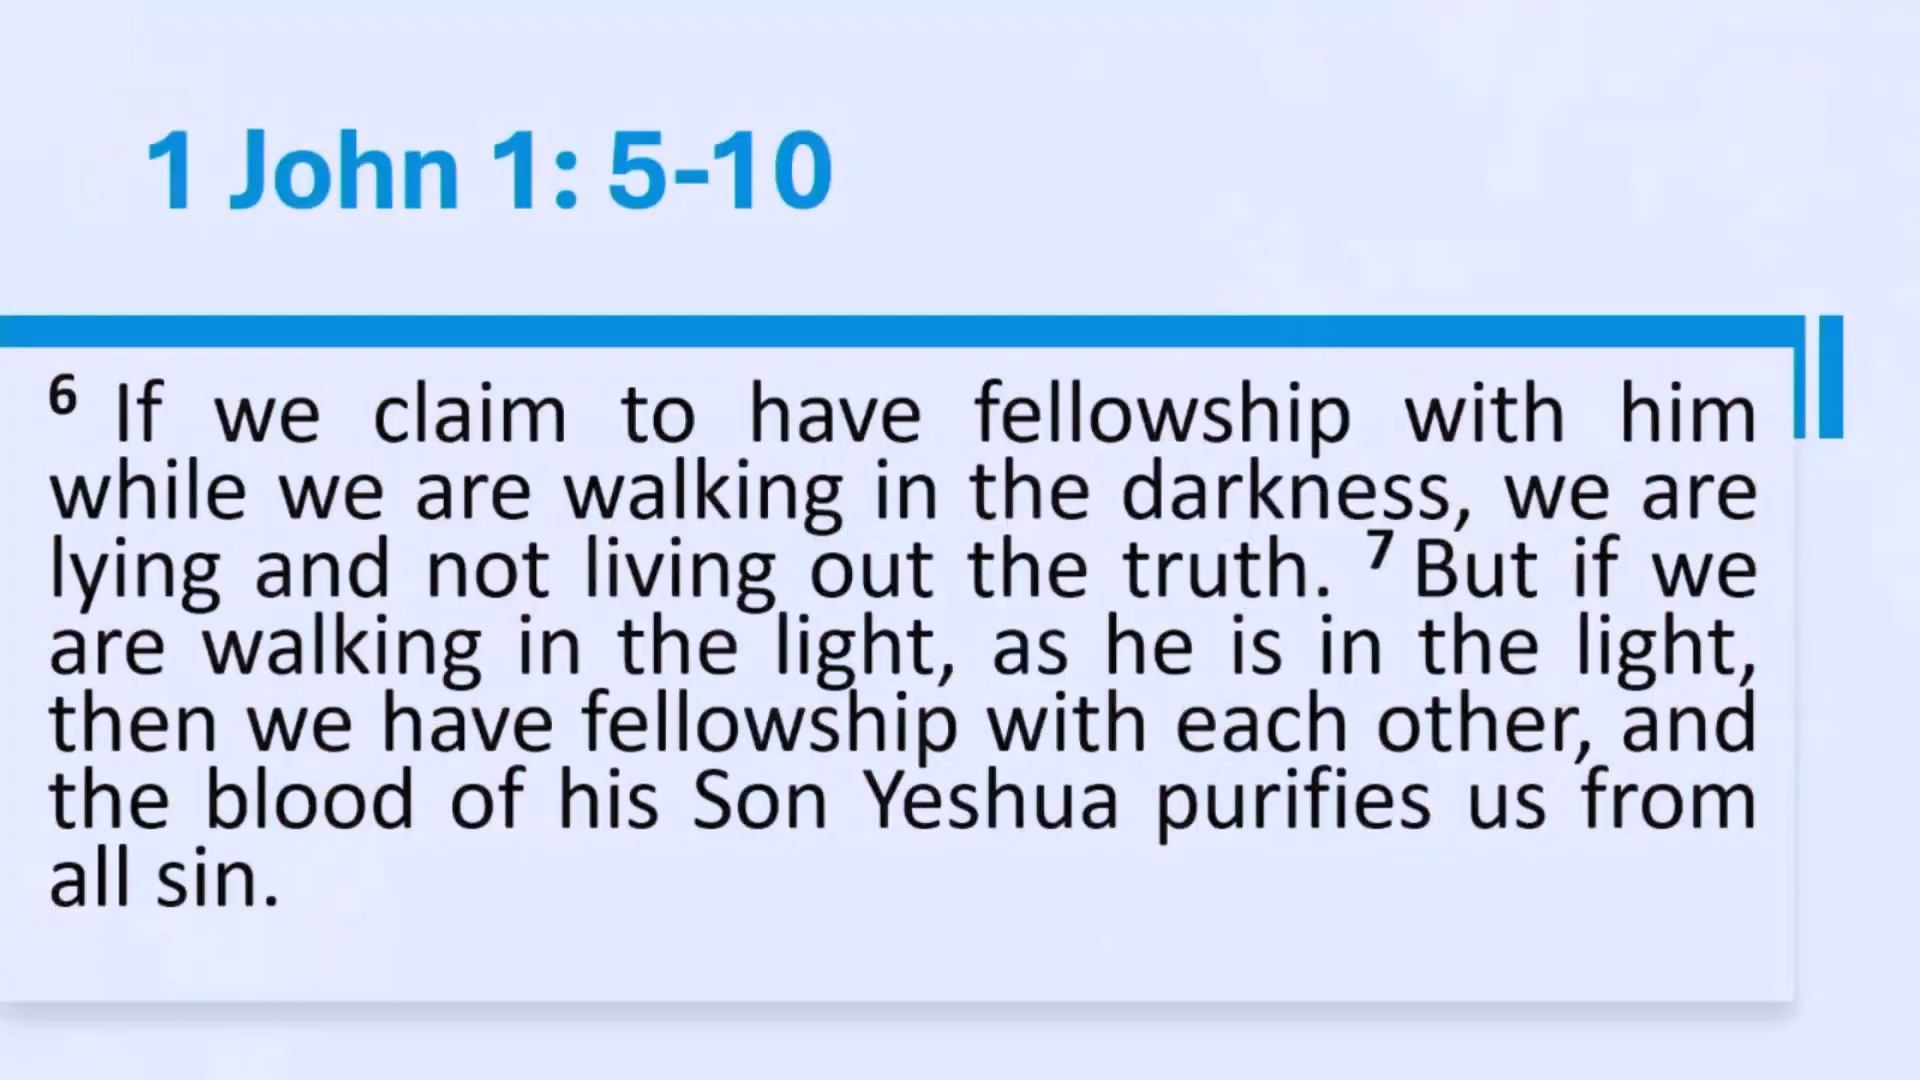 1 John 1: 5-10
6 If we claim to have fellowship with him
while we are walking in the darkness, we are
lying and not living out the truth. 7 But if we
are walking in the light, as he is in the light,
then we have fellowship with each other, and
the blood of his Son Yeshua purifies us from
all sin.